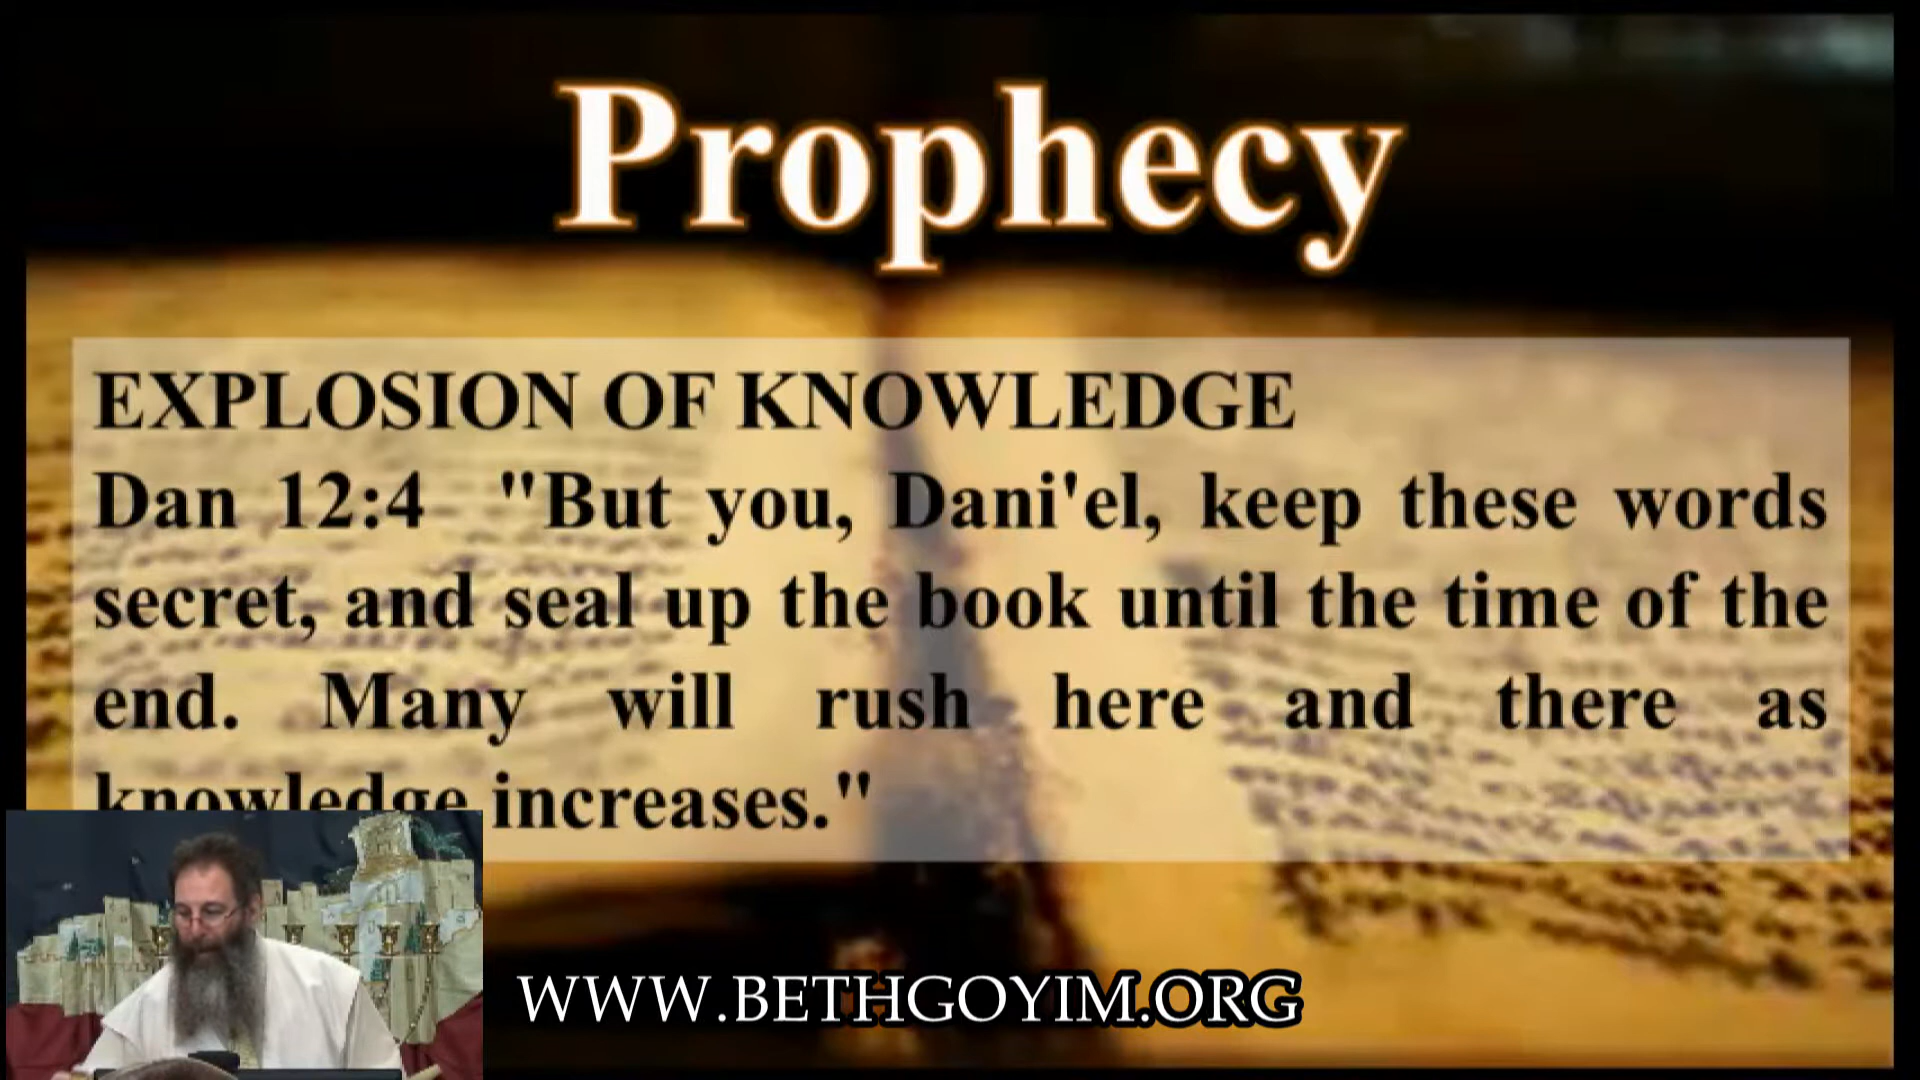 Prophecy
EXPLOSION OF KNOWLEDGE
Dan 12:4 "But you, Dani'el, keep these words
secret, and seal up the book until the time of the
end. Many will rush here and there as
knowledge increases."
WWW.BETHGOYIM.ORG